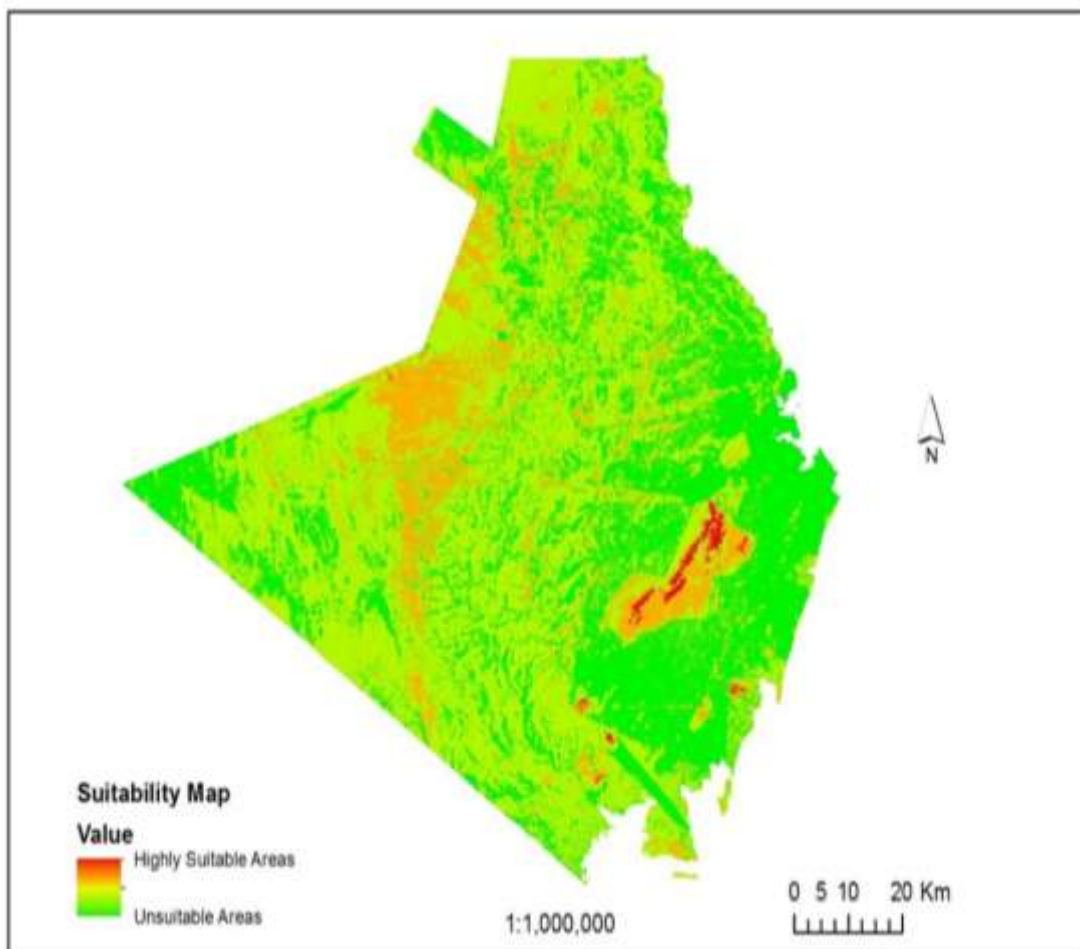 N
Suitability Map
Value
Highly Suitable Areas
Unsuitable Areas
1:1,000,000
0 5 10 20 Km